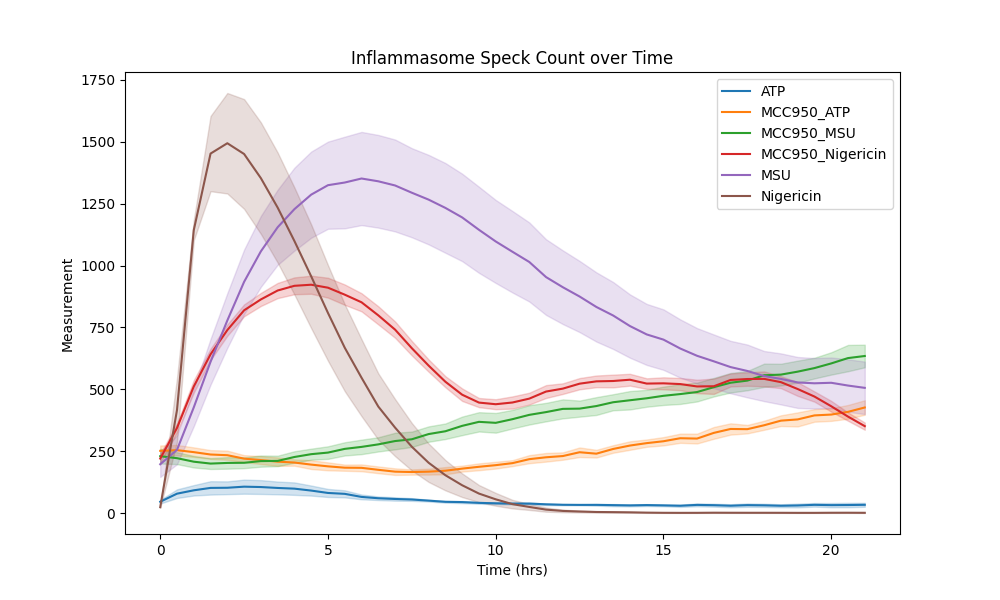 Inflammasome Speck Count over Time
Measurement
1750
1500
1250
1000
750
500
250
0
ATP
MCC950_ATP
MCC950_MSU
MCC950_Nigericin
MSU
Nigericin
0 5 10 15 20
Time (hrs)